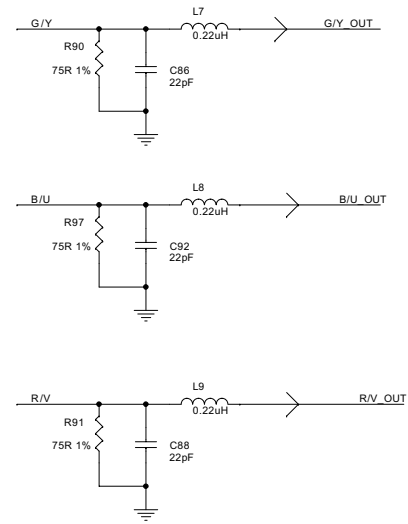 L7
G/Y
G/Y_OUT
0.22uH
R90
75R 1%
C86
22pF
L8
B/U
B/U_OUT
0.22uH
R97
75R 1%
C92
22pF
L9
R/V
R/V_OUT
0.22uH
R91
75R 1%
C88
22pF